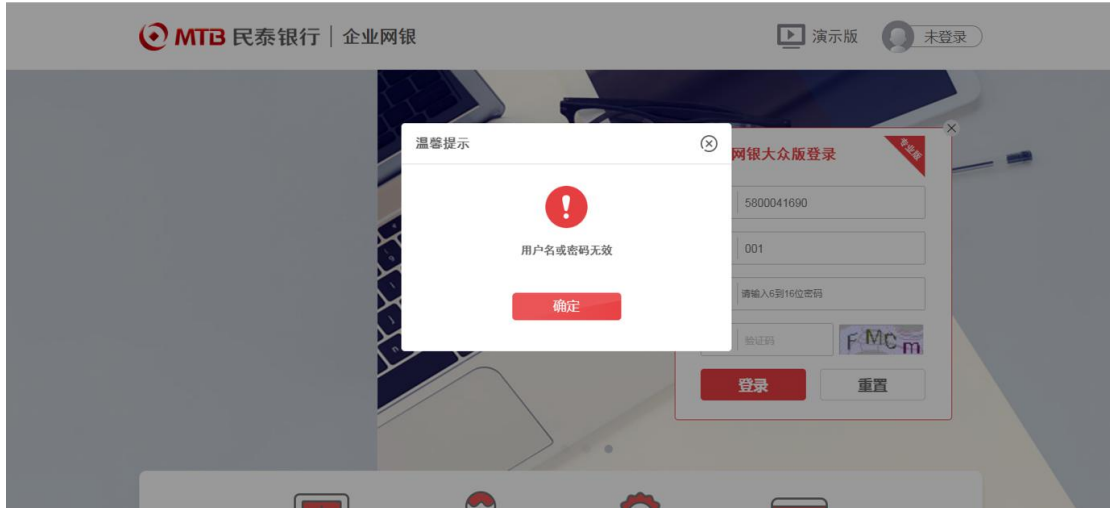 MTB 民泰银行 | 企业网银
演示版
未登录
温馨提示
网银大众版登录
专业版
5800041690
用户名或密码无效
001
请输入6到16位密码
确定
验证码
FMCm
登录
重置